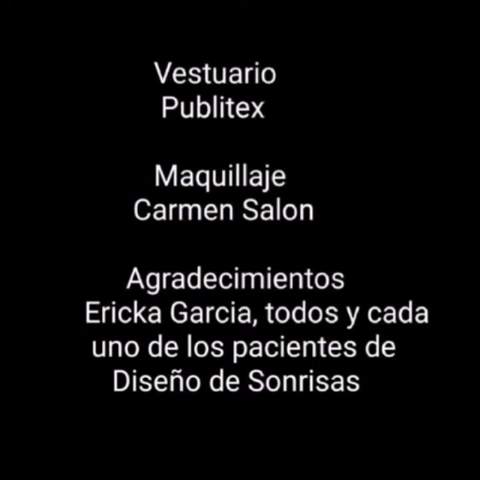 Vestuario
Publitex
Maquillaje
Carmen Salon
Agradecimientos
Ericka Garcia, todos y cada
uno de los pacientes de
Diseño de Sonrisas